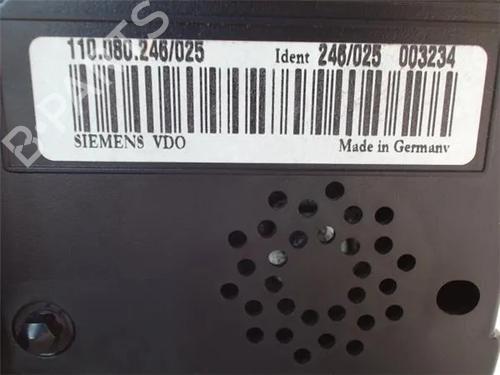 110.080.246/025 Ident 246/025 003234
SIEMENS VDO Made in Germany
B-PARTS